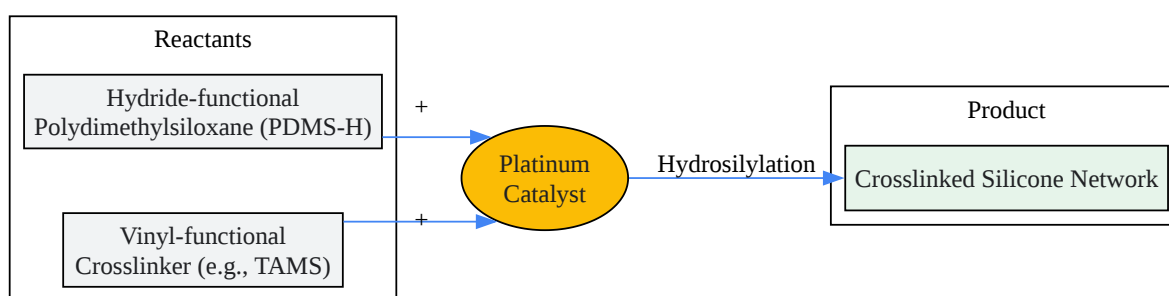 Reactants
Hydride-functional
Polydimethylsiloxane (PDMS-H)
+
Vinyl-functional
Crosslinker (e.g., TAMS)
+
Platinum
Catalyst
Hydrosilylation
Product
Crosslinked Silicone Network